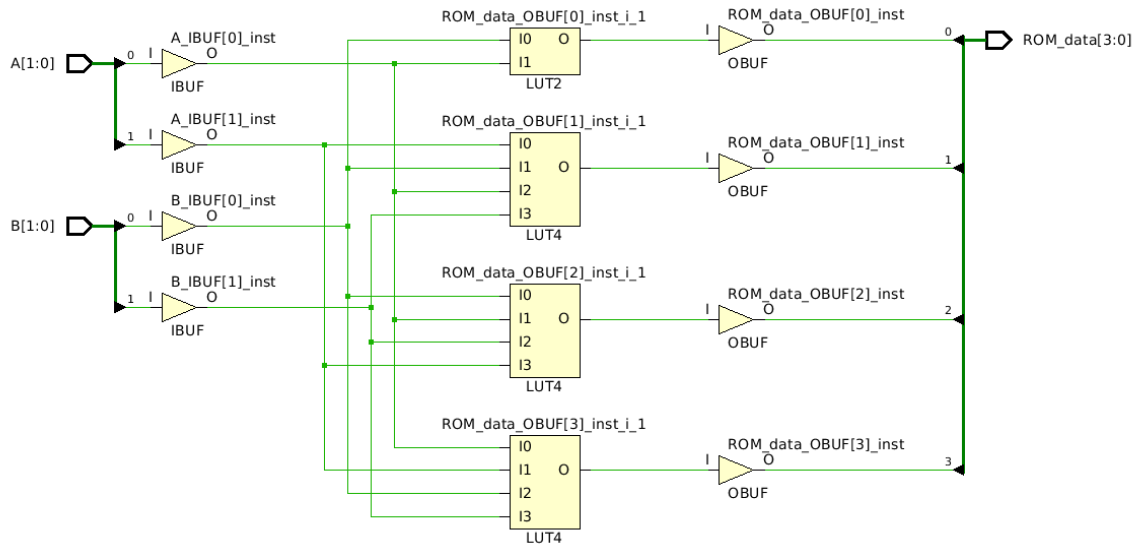 A[1:0]
0
I
A_IBUF[0]_inst
O
IBUF
1
I
A_IBUF[1]_inst
O
IBUF
B[1:0]
0
I
B_IBUF[0]_inst
O
IBUF
1
I
B_IBUF[1]_inst
O
IBUF
ROM_data_OBUF[0]_inst_i_1
I0
O
I1
LUT2
ROM_data_OBUF[1]_inst_i_1
I0
I1
O
I2
I3
LUT4
ROM_data_OBUF[2]_inst_i_1
I0
I1
O
I2
I3
LUT4
ROM_data_OBUF[3]_inst_i_1
I0
I1
O
I2
I3
LUT4
ROM_data_OBUF[0]_inst
I
O
OBUF
ROM_data_OBUF[1]_inst
I
O
OBUF
ROM_data_OBUF[2]_inst
I
O
OBUF
ROM_data_OBUF[3]_inst
I
O
OBUF
0
1
2
3
ROM_data[3:0]